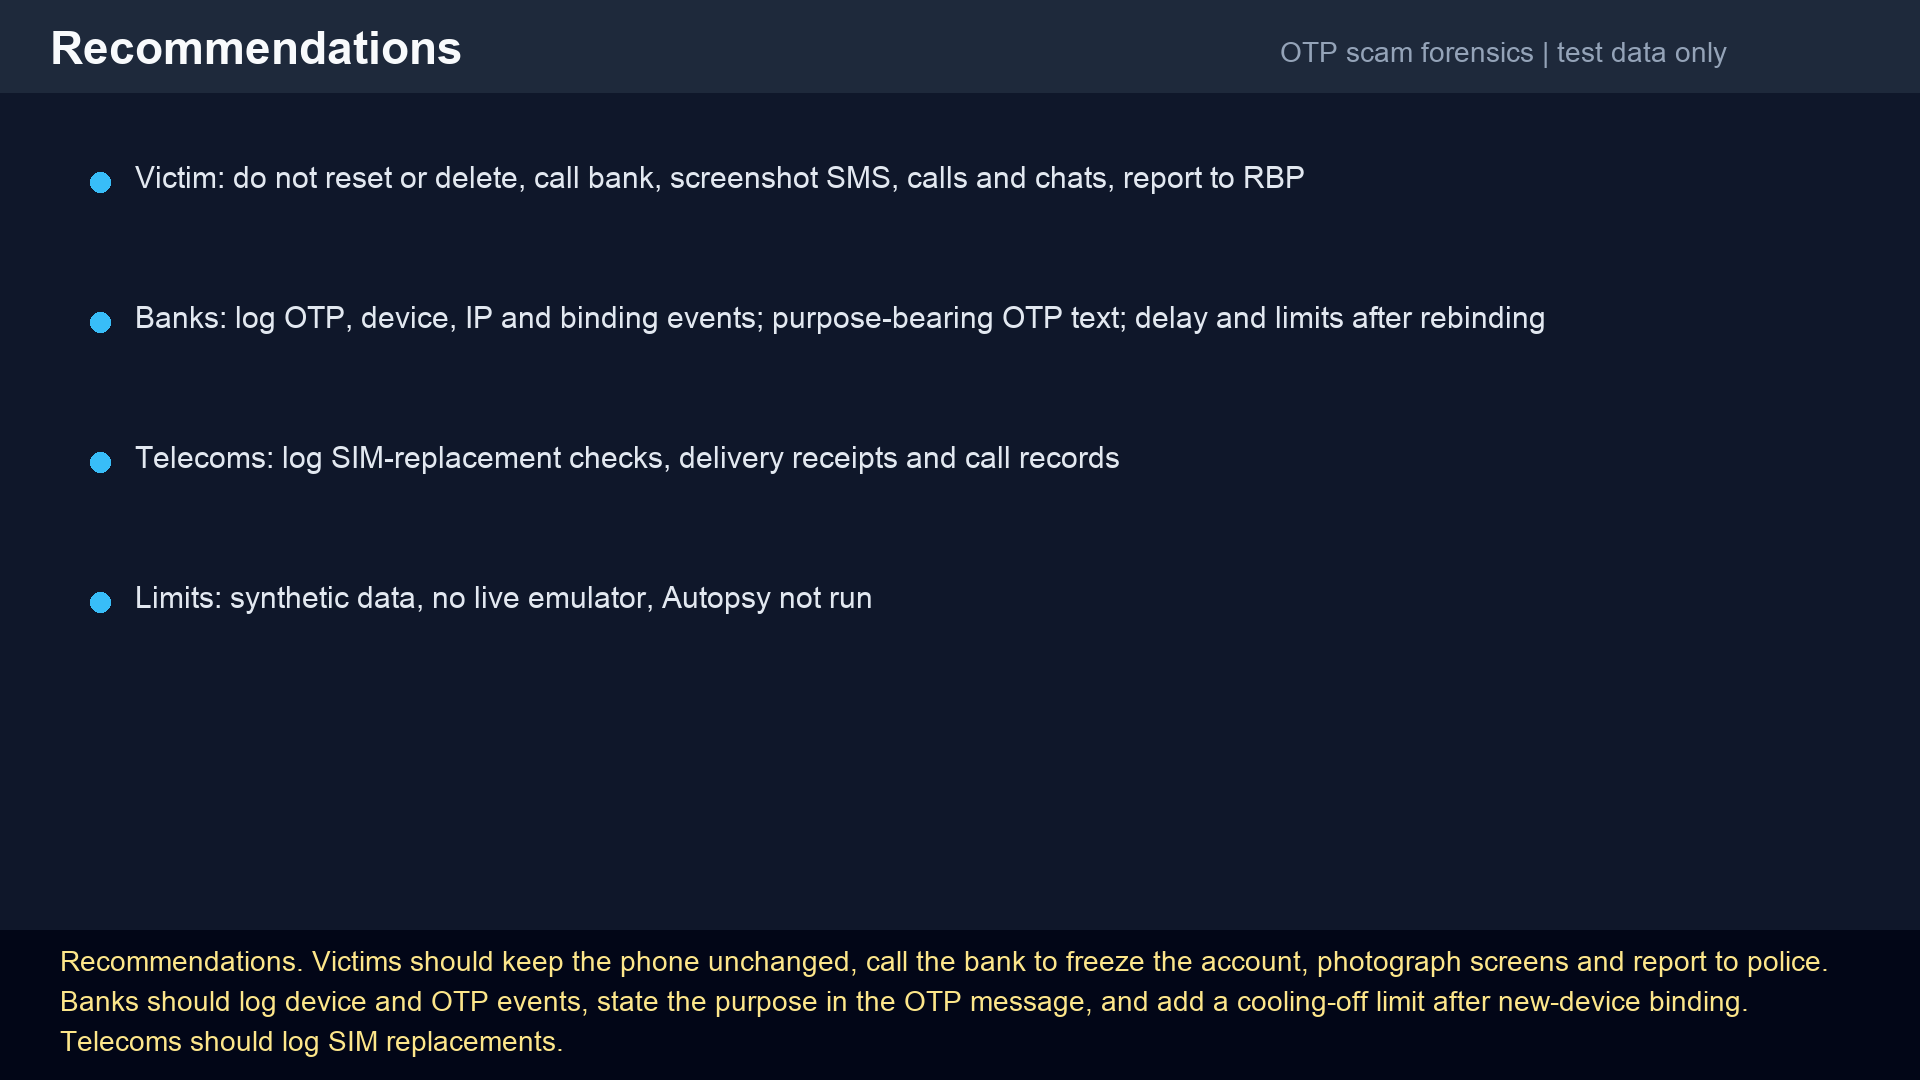 Recommendations
OTP scam forensics | test data only
Victim: do not reset or delete, call bank, screenshot SMS, calls and chats, report to RBP
Banks: log OTP, device, IP and binding events; purpose-bearing OTP text; delay and limits after rebinding
Telecoms: log SIM-replacement checks, delivery receipts and call records
Limits: synthetic data, no live emulator, Autopsy not run
Recommendations. Victims should keep the phone unchanged, call the bank to freeze the account, photograph screens and report to police.
Banks should log device and OTP events, state the purpose in the OTP message, and add a cooling-off limit after new-device binding.
Telecoms should log SIM replacements.